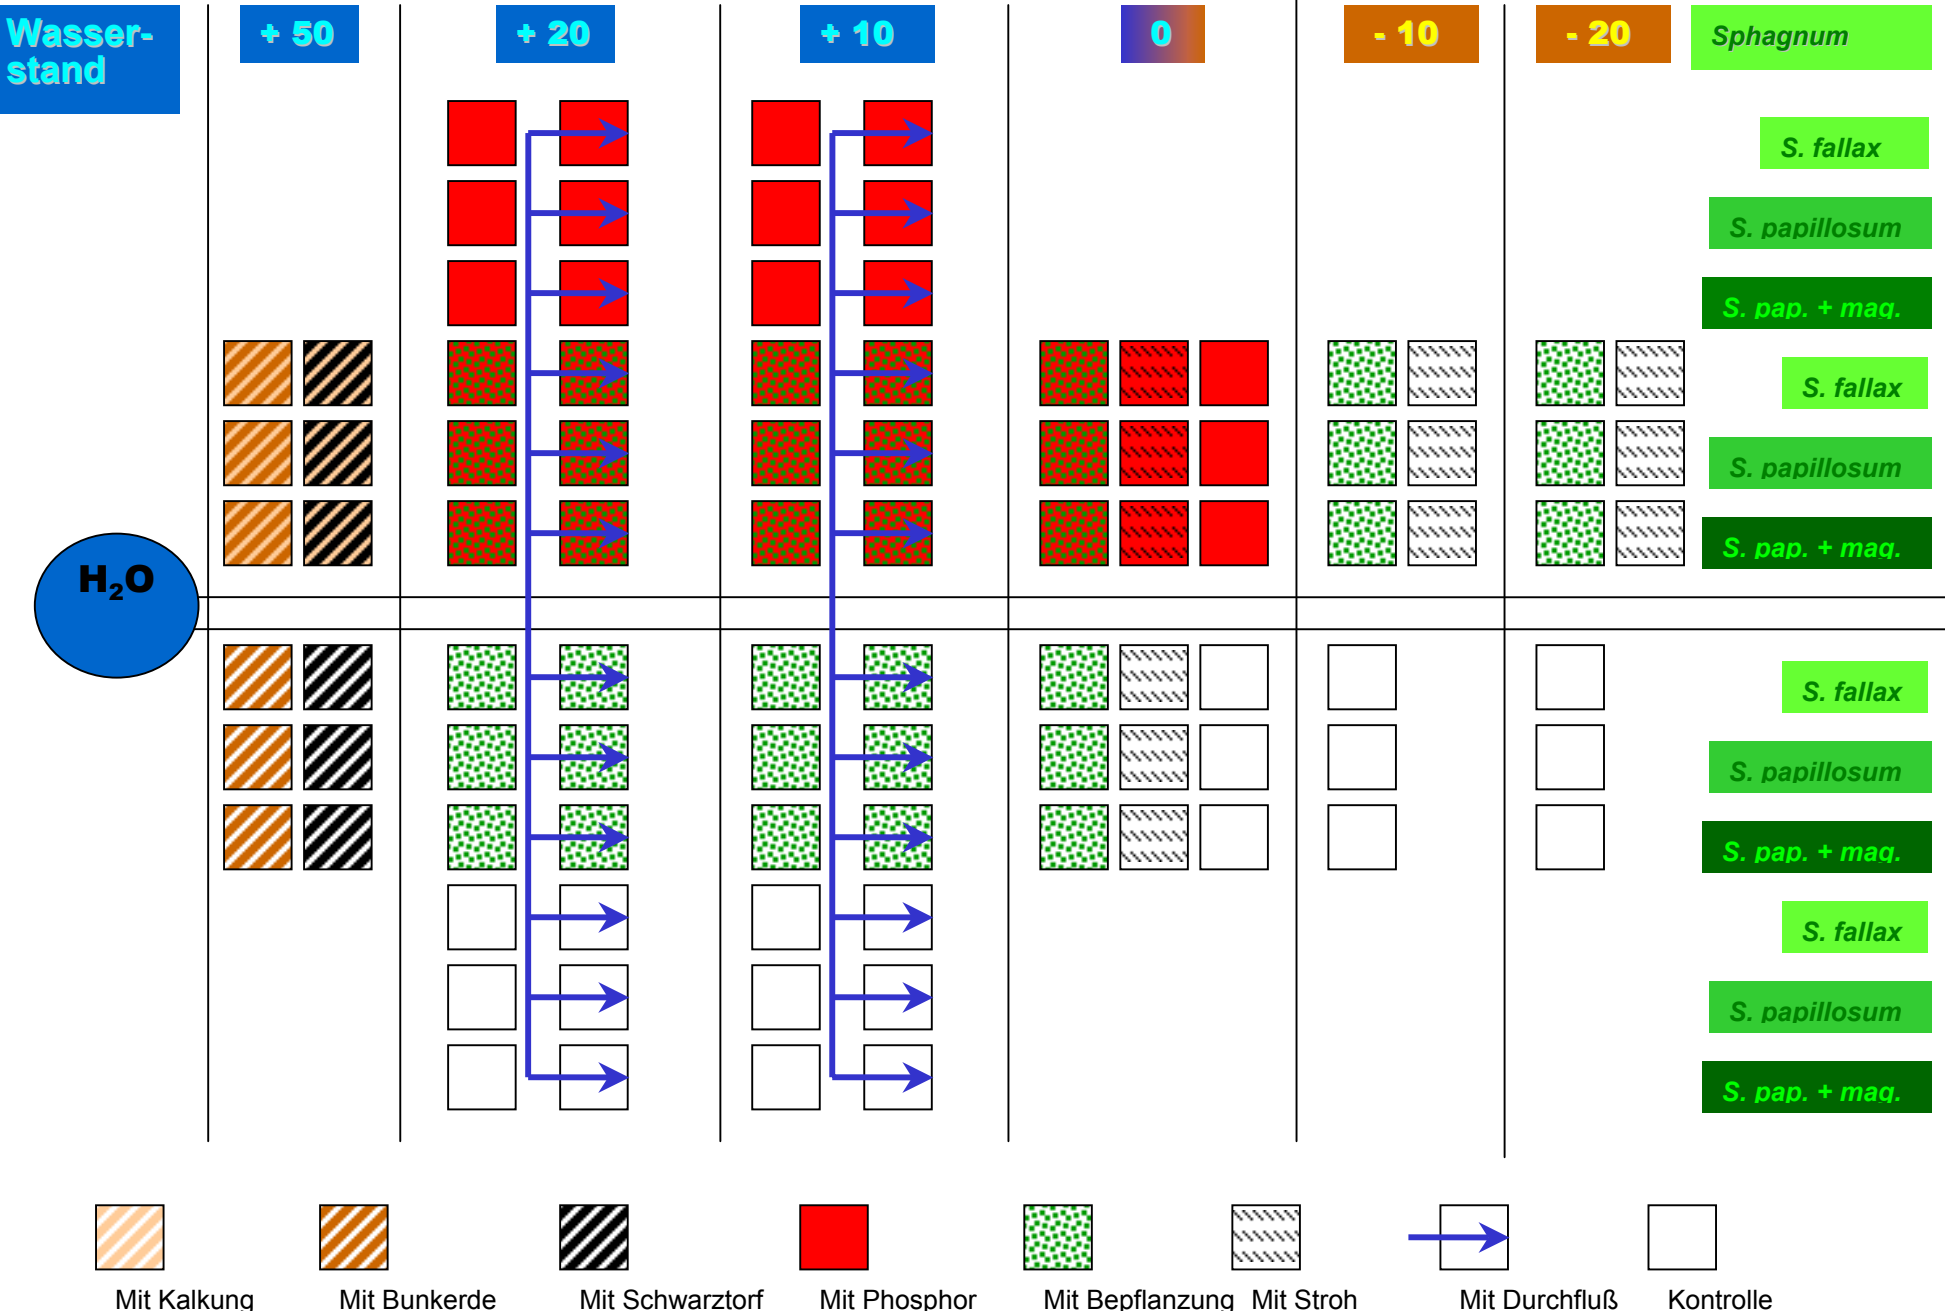 Wasser-
stand
+ 50
+ 20
+ 10
0
- 10
- 20
Sphagnum
S. fallax
S. papillosum
S. pap. + mag.
S. fallax
S. papillosum
S. pap. + mag.
H₂O
S. fallax
S. papillosum
S. pap. + mag.
S. fallax
S. papillosum
S. pap. + mag.
Mit Kalkung
Mit Bunkerde
Mit Schwarztorf
Mit Phosphor
Mit Bepflanzung
Mit Stroh
Mit Durchfluß
Kontrolle